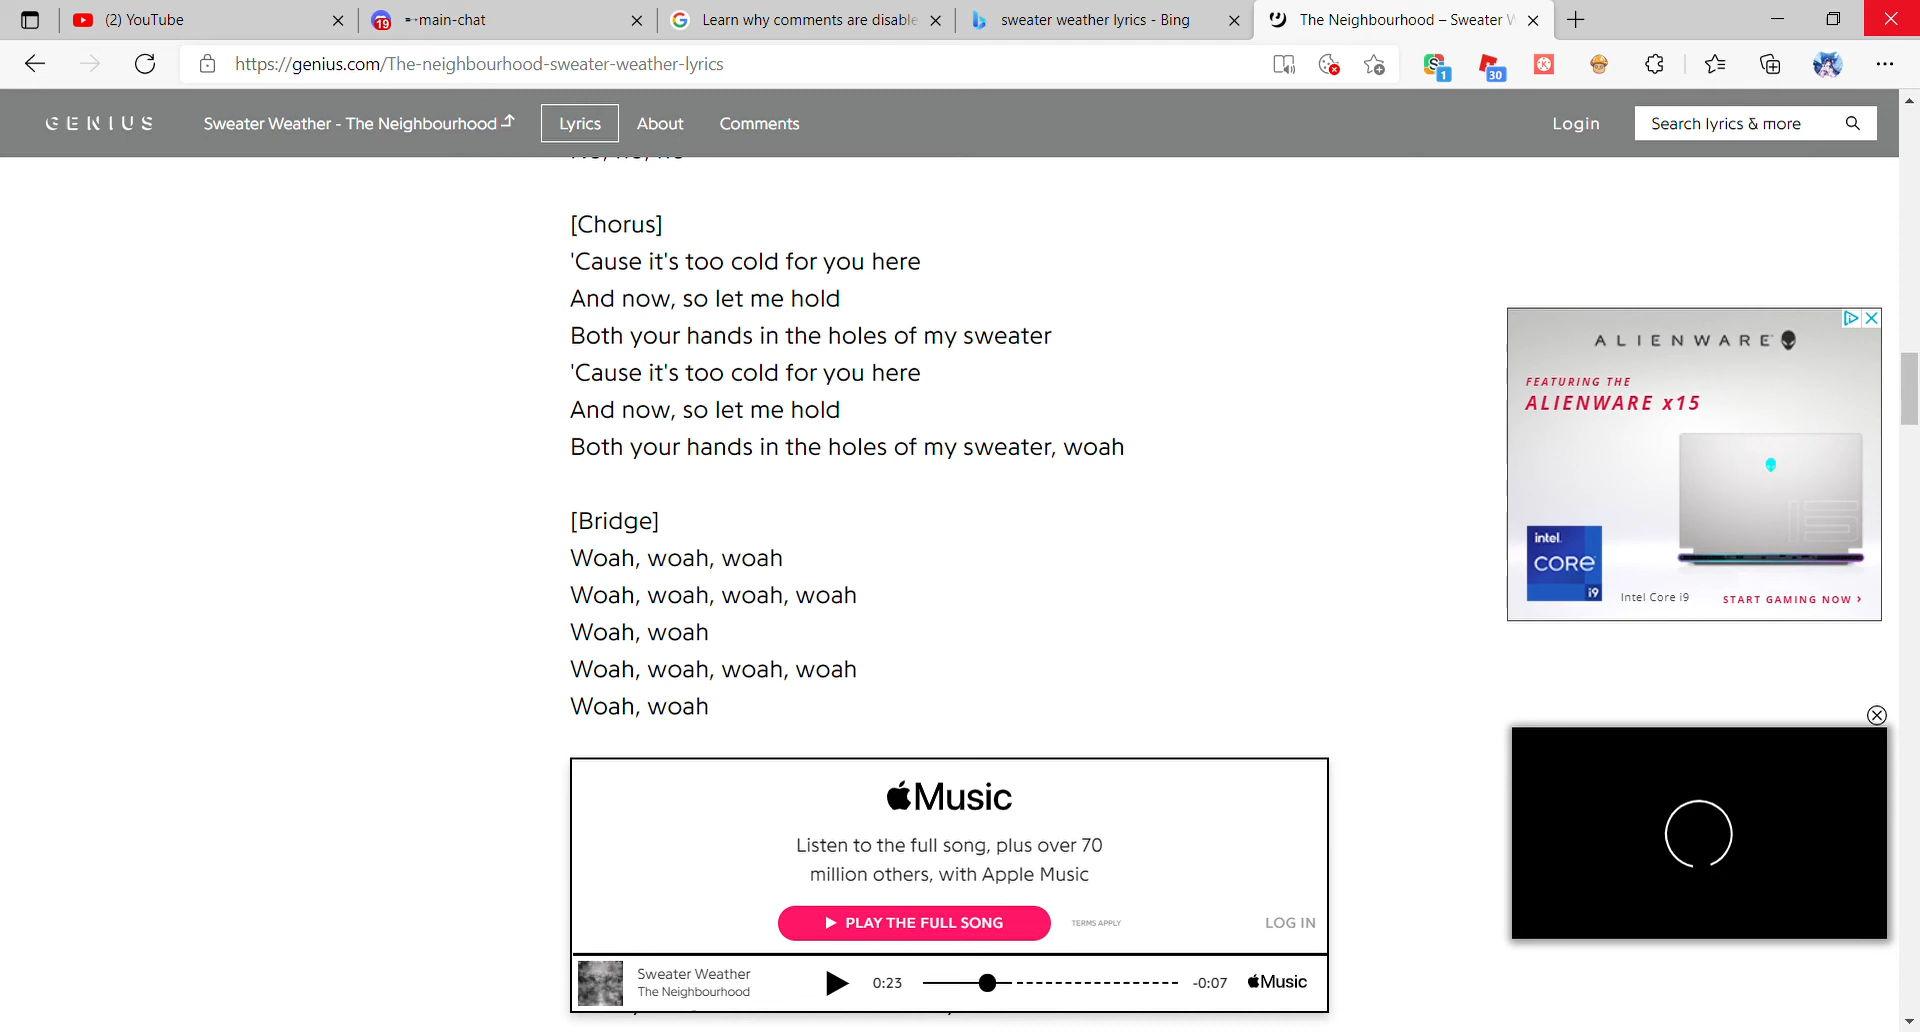 (2) YouTube
19
main-chat
Learn why comments are disable
sweater weather lyrics - Bing
The Neighbourhood – Sweater W
https://genius.com/The-neighbourhood-sweater-weather-lyrics
1
30
GENIUS
Sweater Weather - The Neighbourhood
Lyrics
About
Comments
Login
Search lyrics & more
[Chorus]
'Cause it's too cold for you here
And now, so let me hold
Both your hands in the holes of my sweater
'Cause it's too cold for you here
And now, so let me hold
Both your hands in the holes of my sweater, woah
[Bridge]
Woah, woah, woah
Woah, woah, woah, woah
Woah, woah
Woah, woah, woah, woah
Woah, woah
ALIENWARE
FEATURING THE
ALIENWARE x15
intel
CORE
i9
Intel Core i9
START GAMING NOW ›
Music
Listen to the full song, plus over 70
million others, with Apple Music
PLAY THE FULL SONG
TERMS APPLY
LOG IN
Sweater Weather
The Neighbourhood
0:23
-0:07
Music